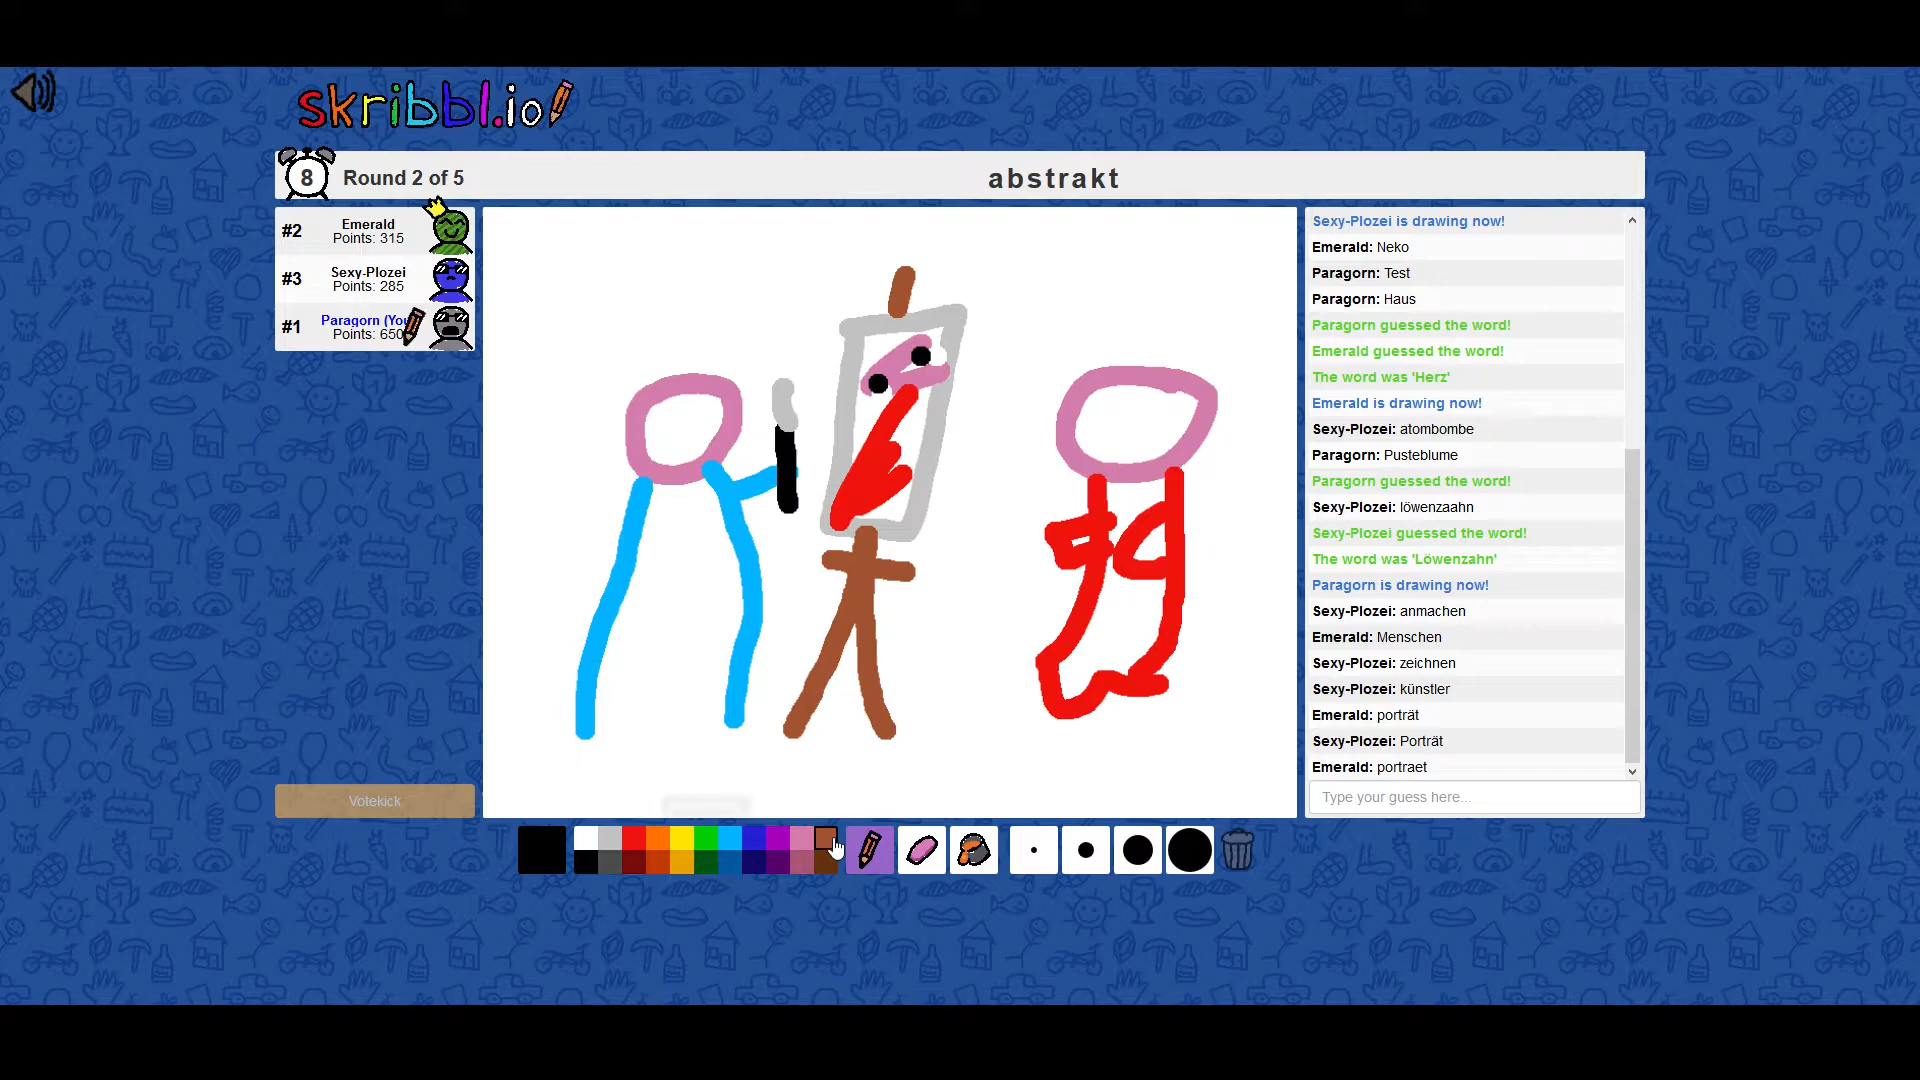 skribbl.io
8
Round 2 of 5
abstrakt
#2
Emerald
Points: 315
#3
Sexy-Plozei
Points: 285
#1
Paragorn (You
Points: 650
Votekick
Sexy-Plozei is drawing now!
Emerald: Neko
Paragorn: Test
Paragorn: Haus
Paragorn guessed the word!
Emerald guessed the word!
The word was 'Herz'
Emerald is drawing now!
Sexy-Plozei: atombombe
Paragorn: Pusteblume
Paragorn guessed the word!
Sexy-Plozei: löwenzaahn
Sexy-Plozei guessed the word!
The word was 'Löwenzahn'
Paragorn is drawing now!
Sexy-Plozei: anmachen
Emerald: Menschen
Sexy-Plozei: zeichnen
Sexy-Plozei: künstler
Emerald: porträt
Sexy-Plozei: Porträt
Emerald: portraet
Type your guess here...